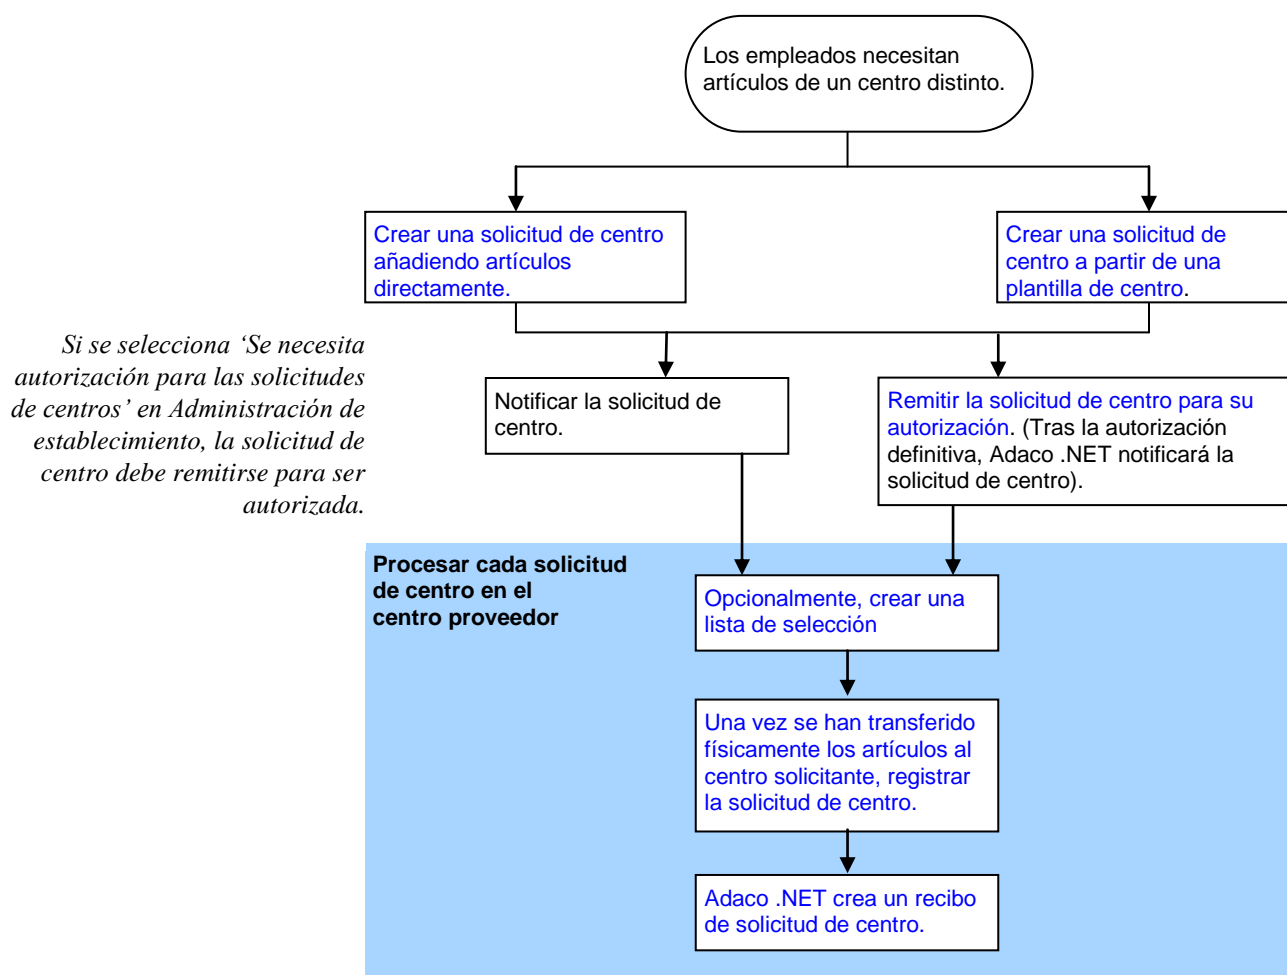 Los empleados necesitan
artículos de un centro distinto.
Crear una solicitud de centro
añadiendo artículos
directamente.
Crear una solicitud de
centro a partir de una
plantilla de centro.
Si se selecciona ‘Se necesita
autorización para las solicitudes
de centros’ en Administración de
establecimiento, la solicitud de
centro debe remitirse para ser
autorizada.
Notificar la solicitud de
centro.
Remitir la solicitud de centro para su
autorización. (Tras la autorización
definitiva, Adaco .NET notificará la
solicitud de centro).
Procesar cada solicitud
de centro en el
centro proveedor
Opcionalmente, crear una
lista de selección
Una vez se han transferido
físicamente los artículos al
centro solicitante, registrar
la solicitud de centro.
Adaco .NET crea un recibo
de solicitud de centro.